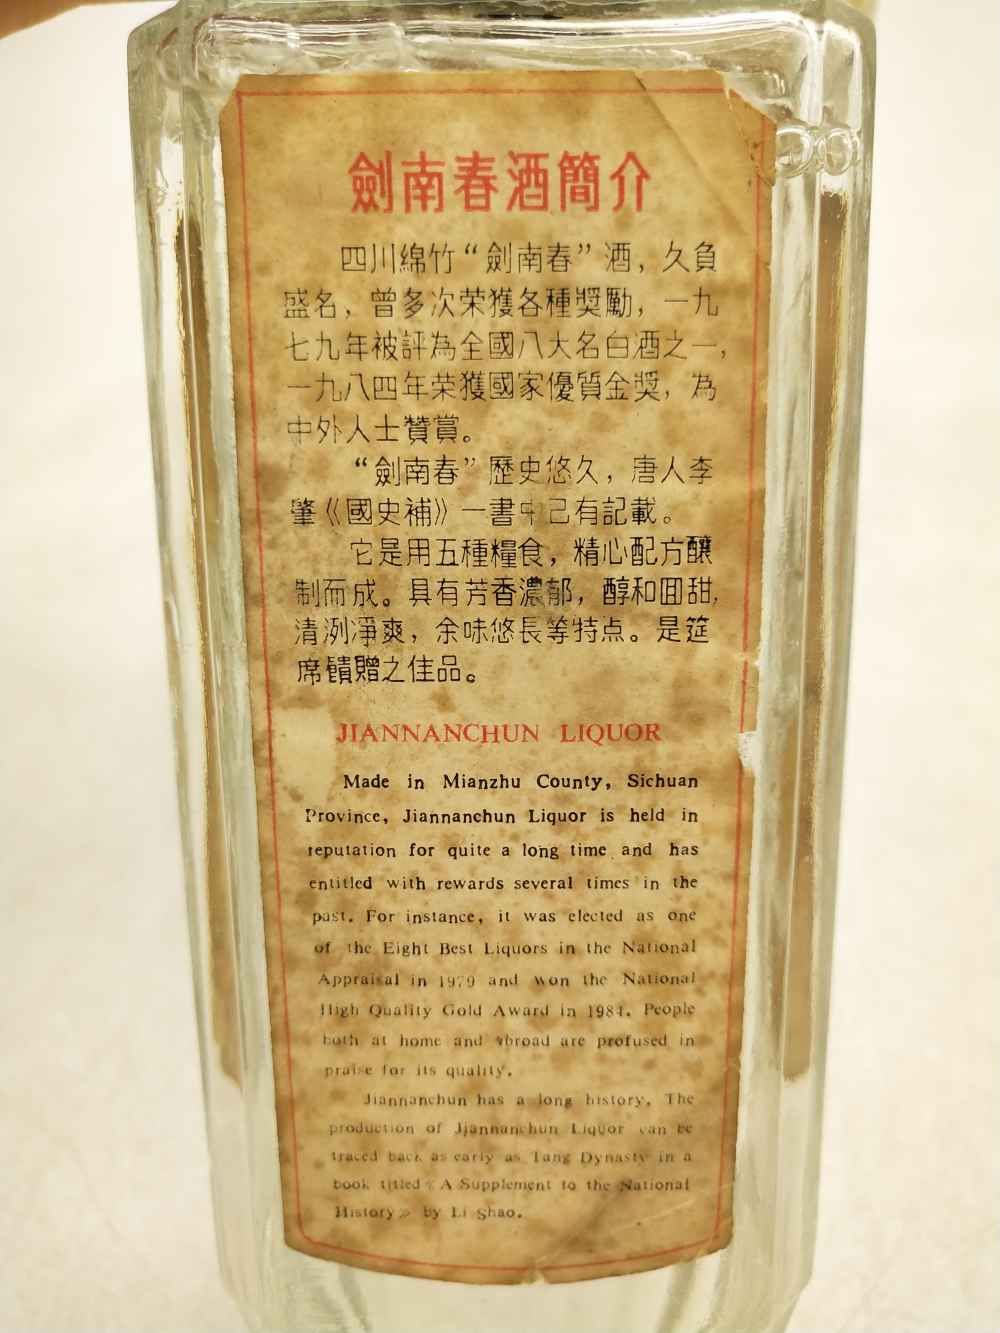 劍南春酒簡介
四川綿竹“劍南春”酒，久負
盛名，曾多次荣獲各種獎勵，一九
七九年被評為全國八大名白酒之一，
一九八四年荣獲國家優質金獎，為
中外人士贊賞。
“劍南春”歷史悠久，唐人李
肇《國史補》一書中已有記載。
它是用五種糧食，精心配方釀
制而成。具有芳香濃郁，醇和回甜，
清洌凈爽，余味悠長等特点。是筵
席饋贈之佳品。
JIANNANCHUN LIQUOR
Made in Mianzhu County, Sichuan
Province, Jiannanchun Liquor is held in
reputation for quite a long time and has
entitled with rewards several times in the
past. For instance, it was elected as one
of the Eight Best Liquors in the National
Appraisal in 1979 and won the National
High Quality Gold Award in 1984. People
both at home and abroad are profused in
praise for its quality.
Jiannanchun has a long history. The
production of Jiannanchun Liquor can be
traced back as early as Tang Dynasty in a
book titled《A Supplement to the National
History》by Li Shao.